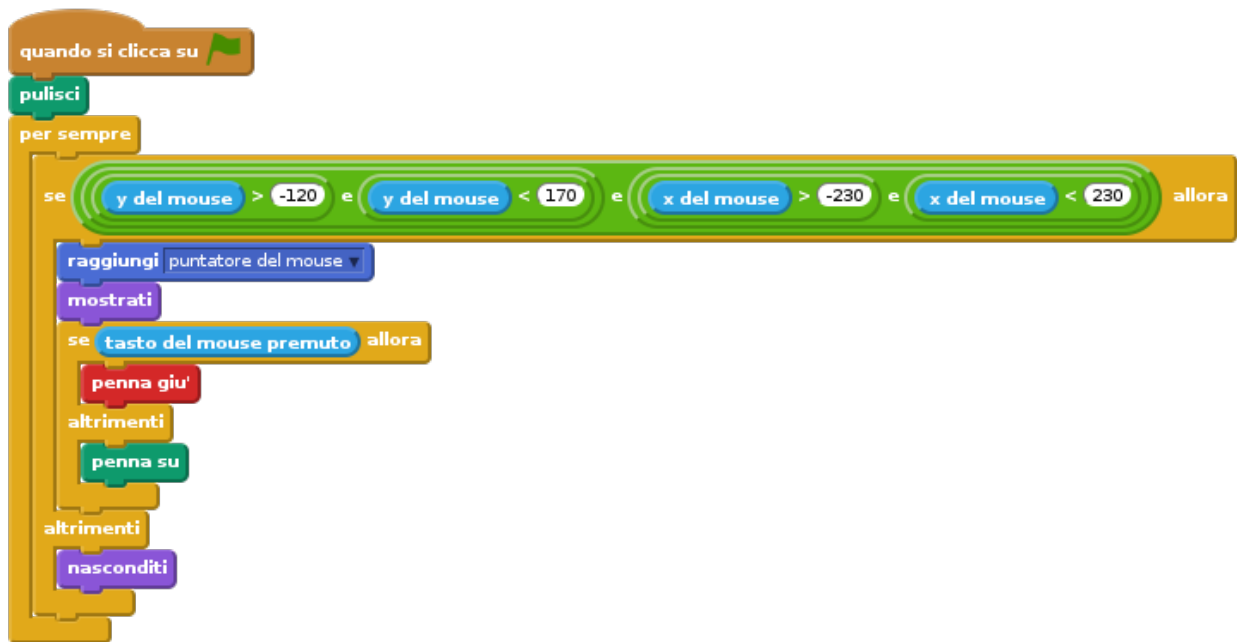 quando si clicca su
pulisci
per sempre
se y del mouse > -120 e y del mouse < 170 e x del mouse > -230 e x del mouse < 230 allora
raggiungi puntatore del mouse
mostrati
se tasto del mouse premuto allora
penna giu'
altrimenti
penna su
altrimenti
nasconditi